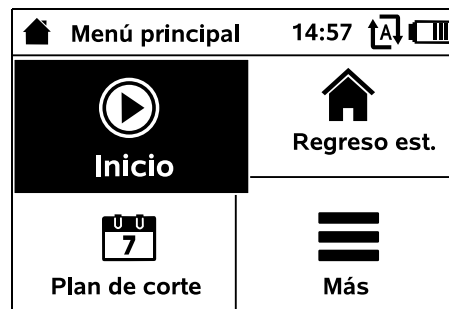 Menú principal 14:57 A
Inicio
Regreso est.
7
Plan de corte
Más